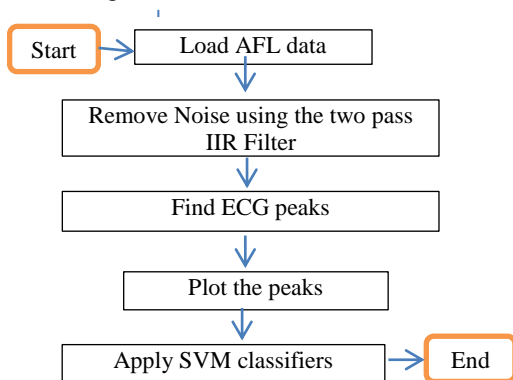 Start
Load AFL data
Remove Noise using the two pass
IIR Filter
Find ECG peaks
Plot the peaks
Apply SVM classifiers
End